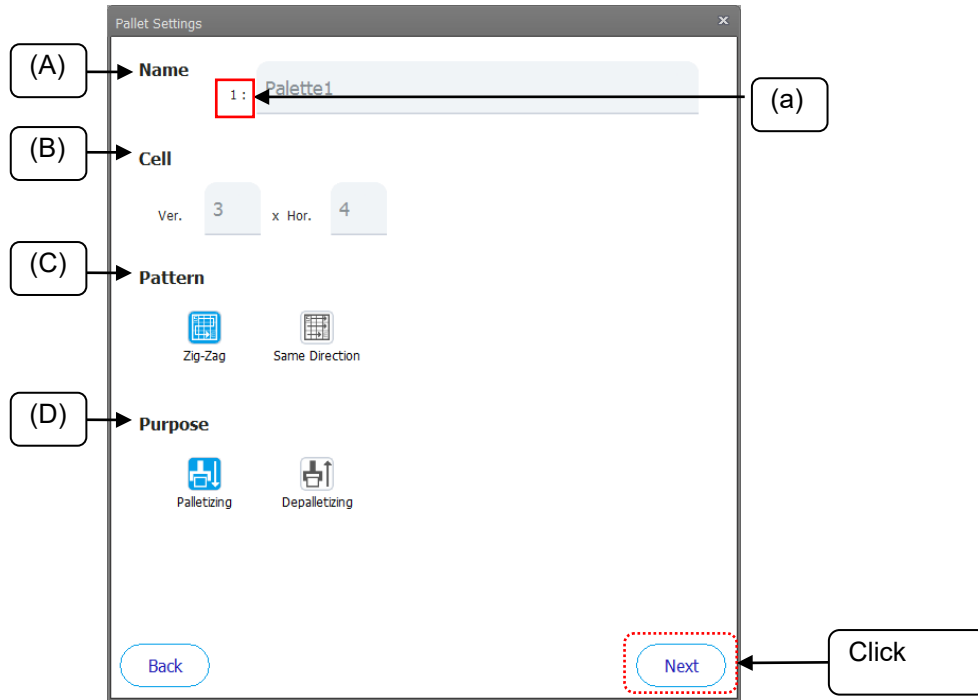 Pallet Settings ×
(A) Name
1 : Palette1 (a)
(B) Cell
Ver. 3 x Hor. 4
(C) Pattern
Zig-Zag Same Direction
(D) Purpose
Palletizing Depalletizing
Back Next Click